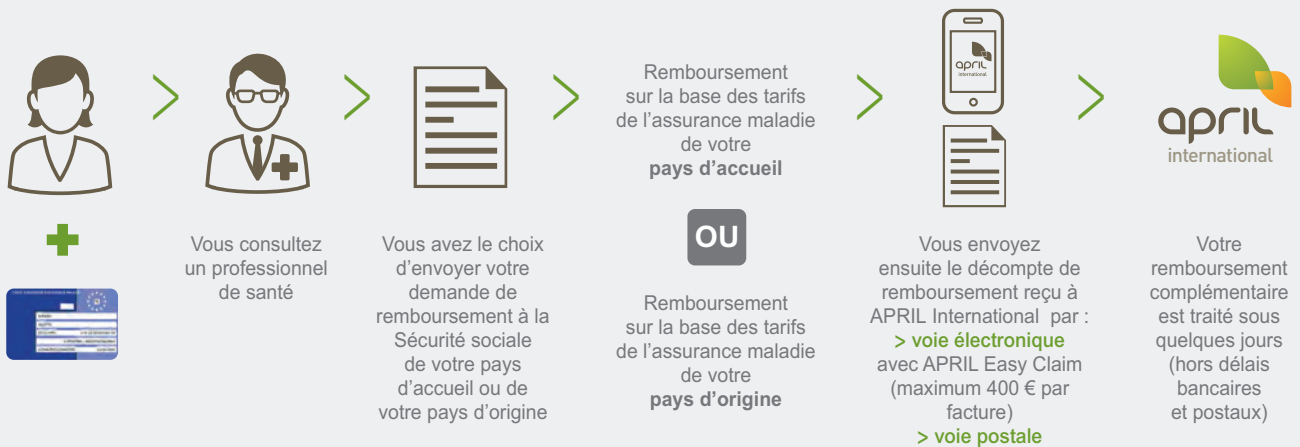 Vous consultez
un professionnel
de santé
Vous avez le choix
d'envoyer votre
demande de
remboursement à la
Sécurité sociale
de votre pays
d'accueil ou de
votre pays d'origine
Remboursement
sur la base des tarifs
de l'assurance maladie
de votre
pays d'accueil
OU
Remboursement
sur la base des tarifs
de l'assurance maladie
de votre
pays d'origine
april
international
Vous envoyez
ensuite le décompte de
remboursement reçu à
APRIL International par :
> voie électronique
avec APRIL Easy Claim
(maximum 400 € par
facture)
> voie postale
april
international
Votre
remboursement
complémentaire
est traité sous
quelques jours
(hors délais
bancaires
et postaux)